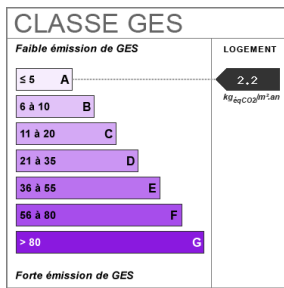 CLASSE GES
Faible émission de GES
LOGEMENT
≤ 5 A
2.2
kgéqCO2/m².an
6 à 10 B
11 à 20 C
21 à 35 D
36 à 55 E
56 à 80 F
> 80 G
Forte émission de GES